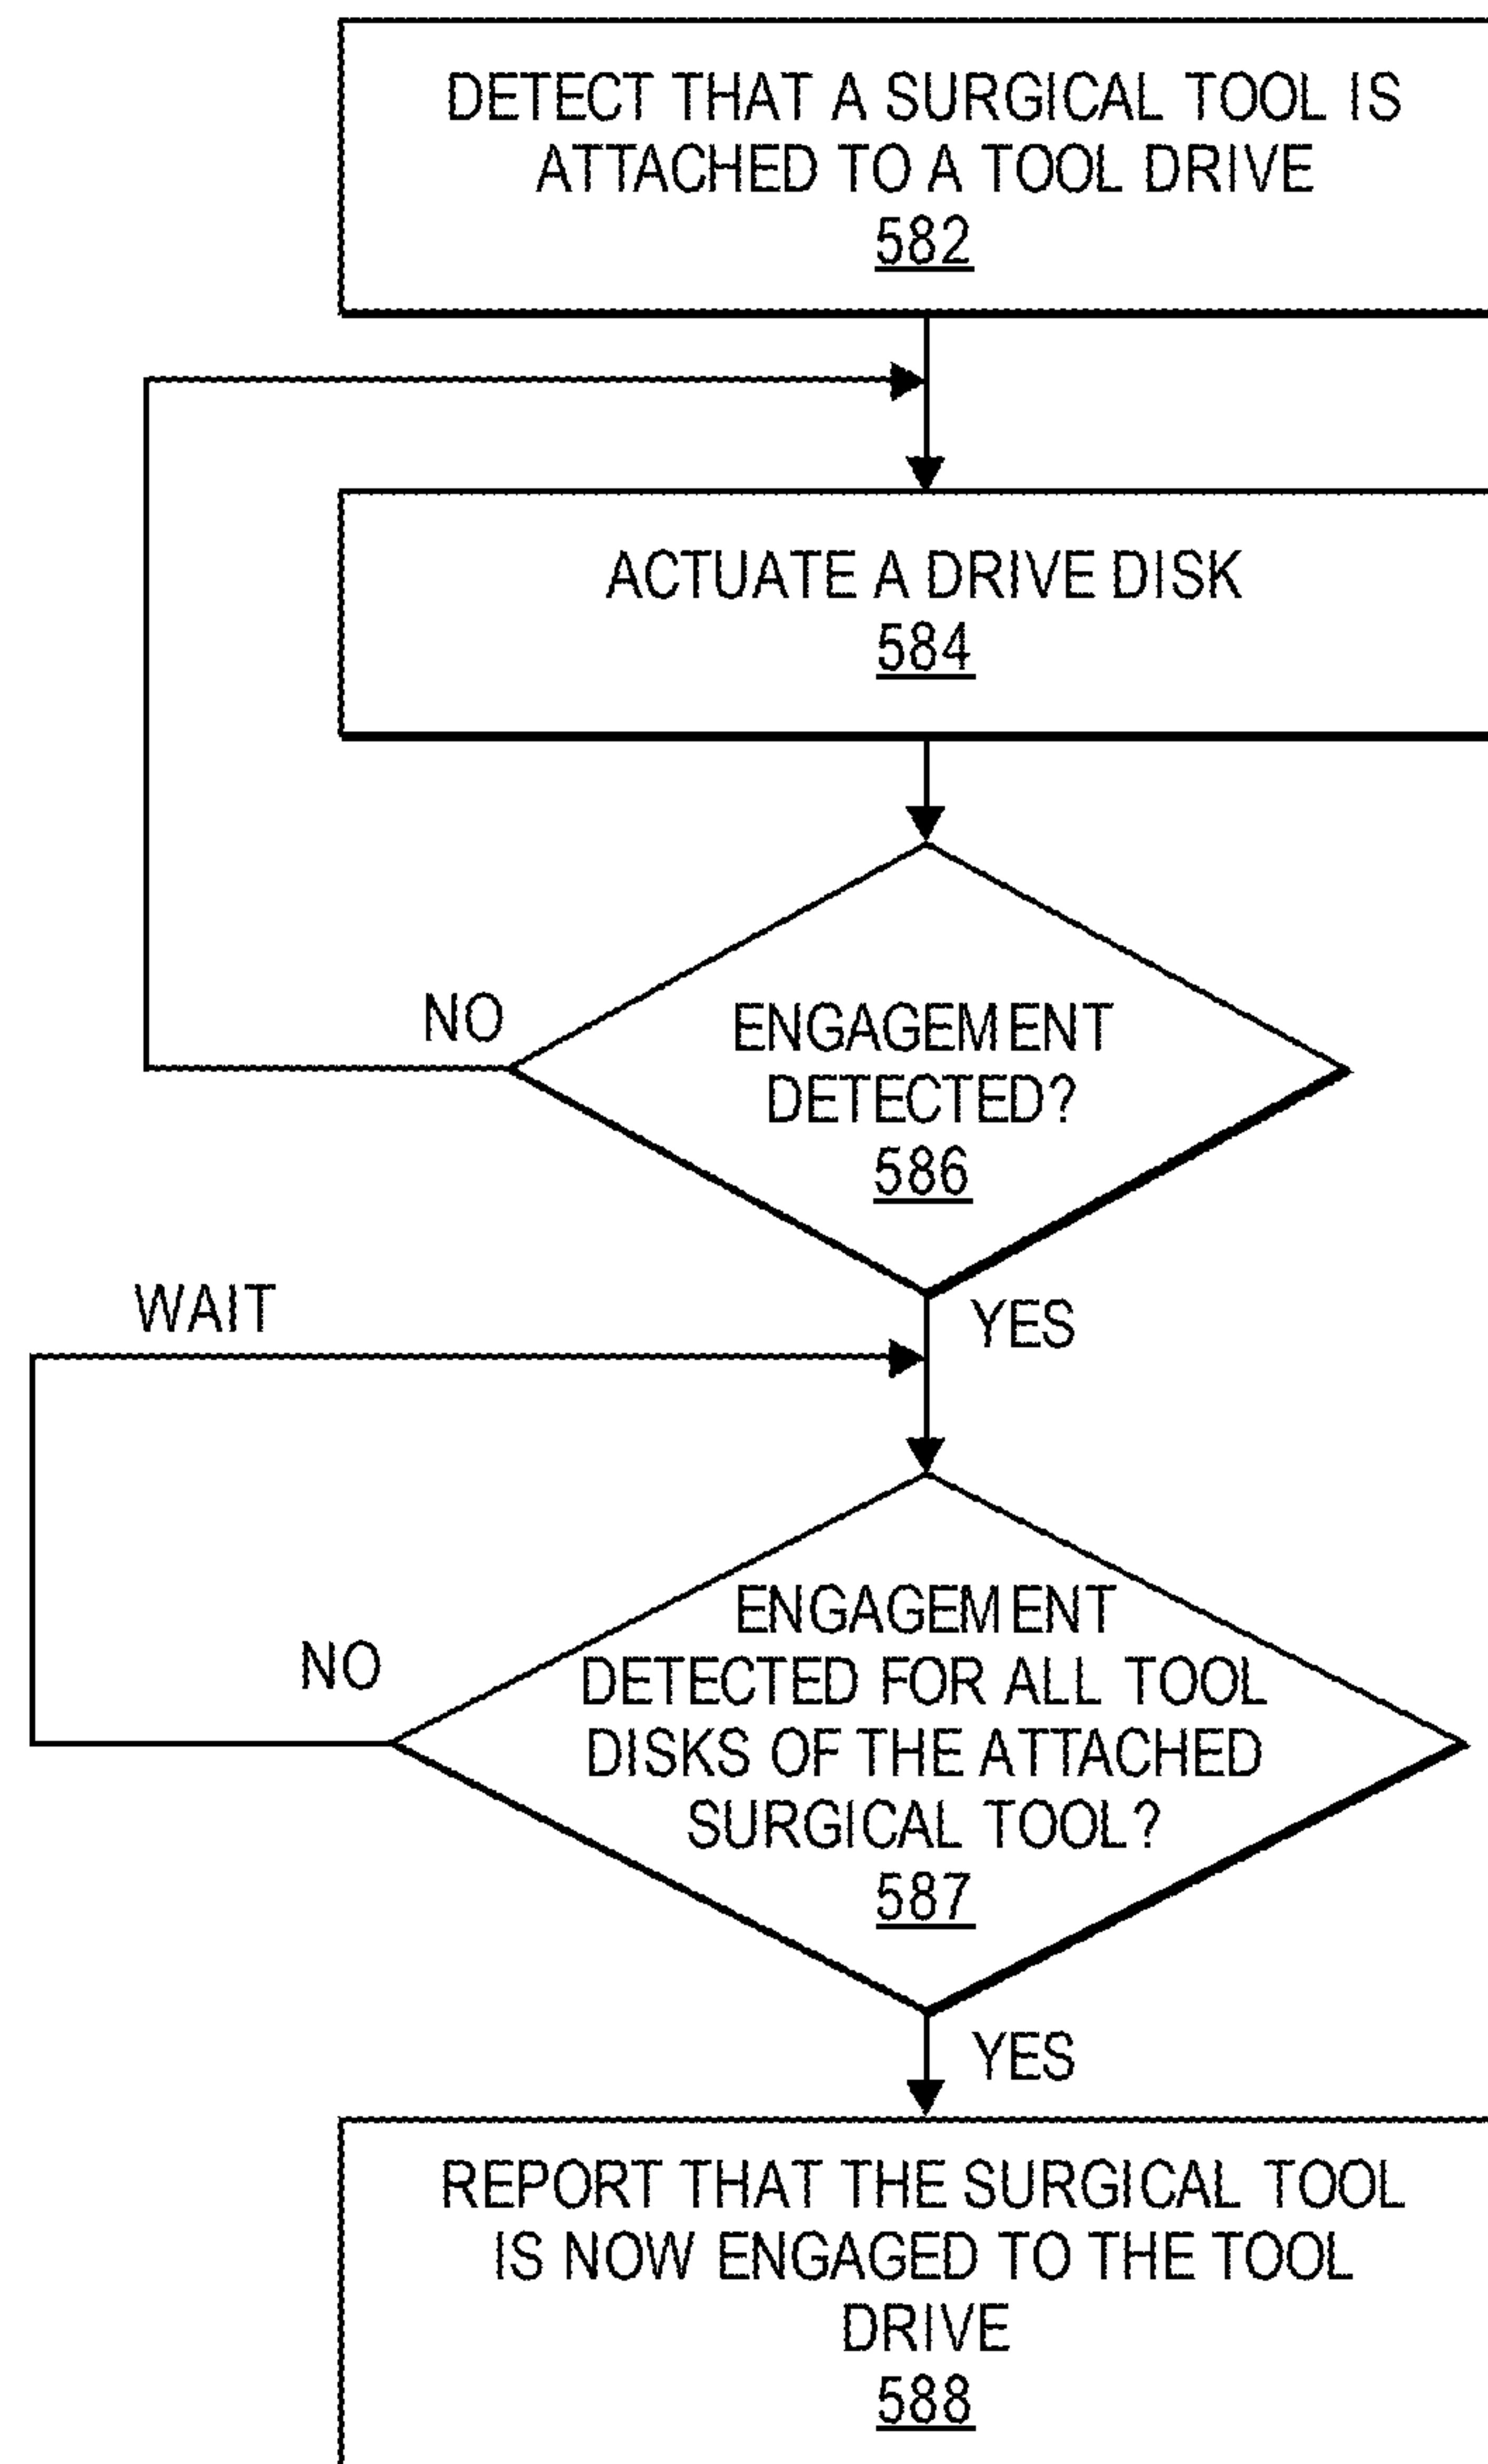 DETECT THAT A SURGICAL TOOL IS
ATTACHED TO A TOOL DRIVE
582
ACTUATE A DRIVE DISK
584
NO
ENGAGEMENT
DETECTED?
586
WAIT
YES
NO
ENGAGEMENT
DETECTED FOR ALL TOOL
DISKS OF THE ATTACHED
SURGICAL TOOL?
587
YES
REPORT THAT THE SURGICAL TOOL
IS NOW ENGAGED TO THE TOOL
DRIVE
588